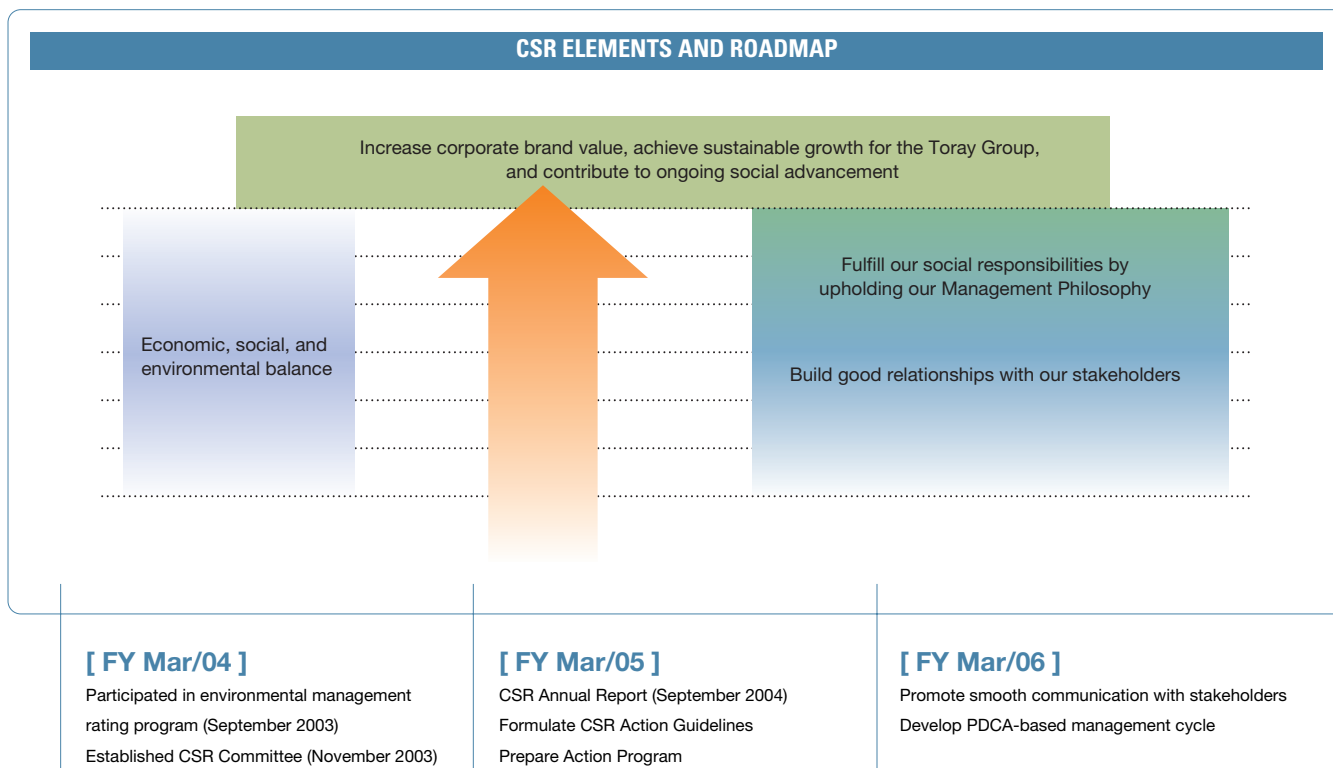 CSR ELEMENTS AND ROADMAP
Increase corporate brand value, achieve sustainable growth for the Toray Group,
and contribute to ongoing social advancement
Economic, social, and
environmental balance
Fulfill our social responsibilities by
upholding our Management Philosophy
Build good relationships with our stakeholders
[ FY Mar/04 ]
Participated in environmental management
rating program (September 2003)
Established CSR Committee (November 2003)
[ FY Mar/05 ]
CSR Annual Report (September 2004)
Formulate CSR Action Guidelines
Prepare Action Program
[ FY Mar/06 ]
Promote smooth communication with stakeholders
Develop PDCA-based management cycle